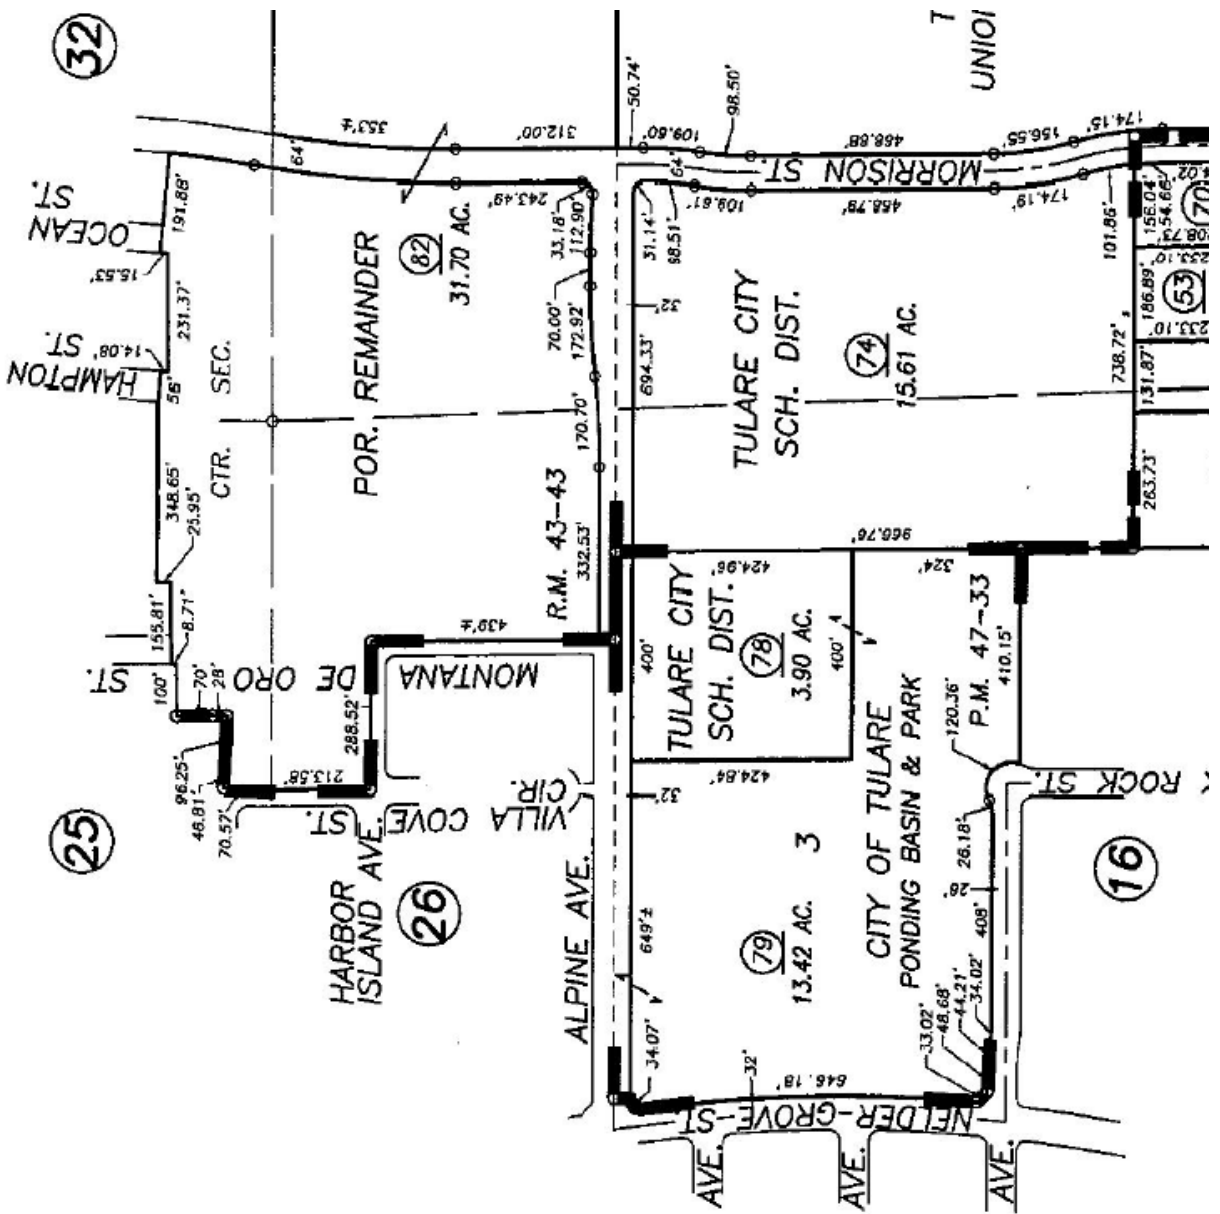 32
T
UNION
353'±
64'
312.00'
50.74'
109.60'
98.50'
468.88'
156.55'
174.15'
MORRISON
ST.
64'
OCEAN
ST.
191.88'
15.53'
243.49'
33.18'
112.90'
31.14'
98.51'
109.61'
458.79'
174.19'
101.86'
156.04'
54.66'
4.02'
70
208.73'
233.10'
53
186.89'
233.10'
231.37'
HAMPTON
ST.
14.08'
56'
82
31.70 AC.
POR. REMAINDER
CTR. SEC.
70.00'
172.92'
32'
694.33'
170.70'
TULARE CITY
SCH. DIST.
74
15.61 AC.
738.72'
131.87'
263.73'
348.65'
25.95'
R.M. 43-43
332.53'
966.76'
424.96'
324'
155.81'
8.71'
100'
70'
28'
439'±
MONTANA DE ORO ST.
288.52'
213.58'
96.25'
46.81'
70.57'
400'
TULARE CITY
SCH. DIST.
78
3.90 AC.
400'
424.84'
P.M. 47-33
410.15'
120.36'
ROCK ST.
25
VILLA
CIR.
COVE ST.
HARBOR
ISLAND AVE.
26
ALPINE AVE.
32'
649'±
79
13.42 AC.
3
CITY OF TULARE
PONDING BASIN & PARK
26.18'
26'
408'
16
34.02'
44.21'
48.68'
33.02'
34.07'
32'
646.18'
NELDER-GROVE-ST
AVE.
AVE.
AVE.